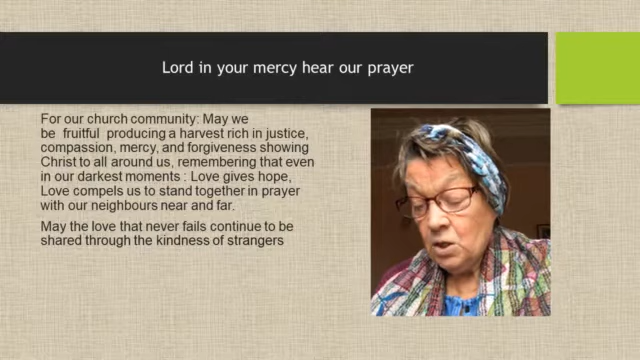 Lord in your mercy hear our prayer
For our church community: May we
be  fruitful  producing a harvest rich in justice,
compassion, mercy, and forgiveness showing
Christ to all around us, remembering that even
in our darkest moments : Love gives hope,
Love compels us to stand together in prayer
with our neighbours near and far.
May the love that never fails continue to be
shared through the kindness of strangers